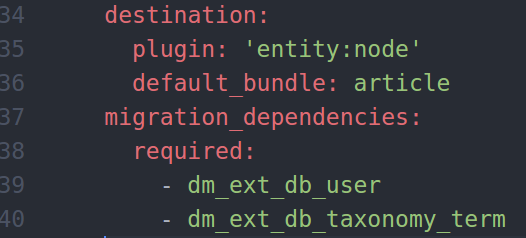 34 destination:
35 plugin: 'entity:node'
36 default_bundle: article
37 migration_dependencies:
38 required:
39 - dm_ext_db_user
40 - dm_ext_db_taxonomy_term